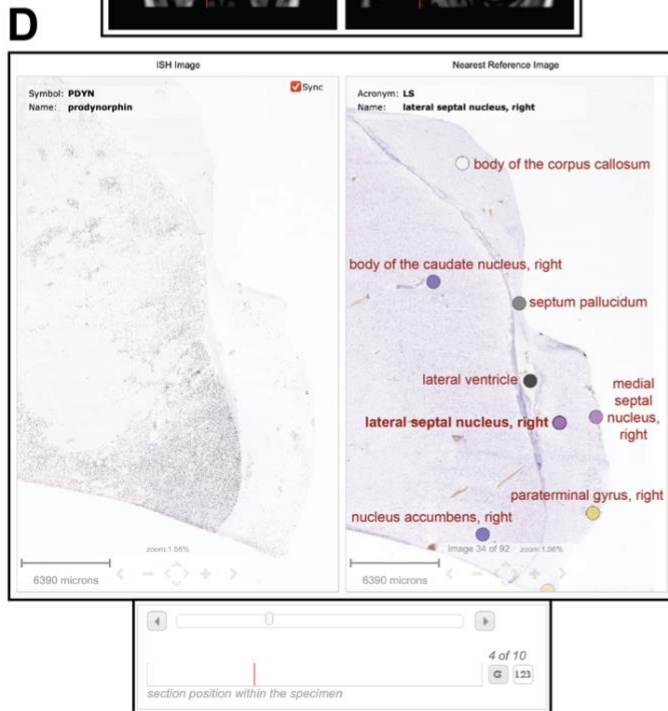 D
ISH Image
Symbol: PDYN
Name: prodynorphin
Sync
zoom:1.56%
6390 microns
Nearest Reference Image
Acronym: LS
Name: lateral septal nucleus, right
body of the corpus callosum
body of the caudate nucleus, right
septum pallucidum
lateral ventricle
medial
septal
nucleus,
right
lateral septal nucleus, right
paraterminal gyrus, right
nucleus accumbens, right
Image 34 of 92 zoom:1.56%
6390 microns
4 of 10
G 123
section position within the specimen